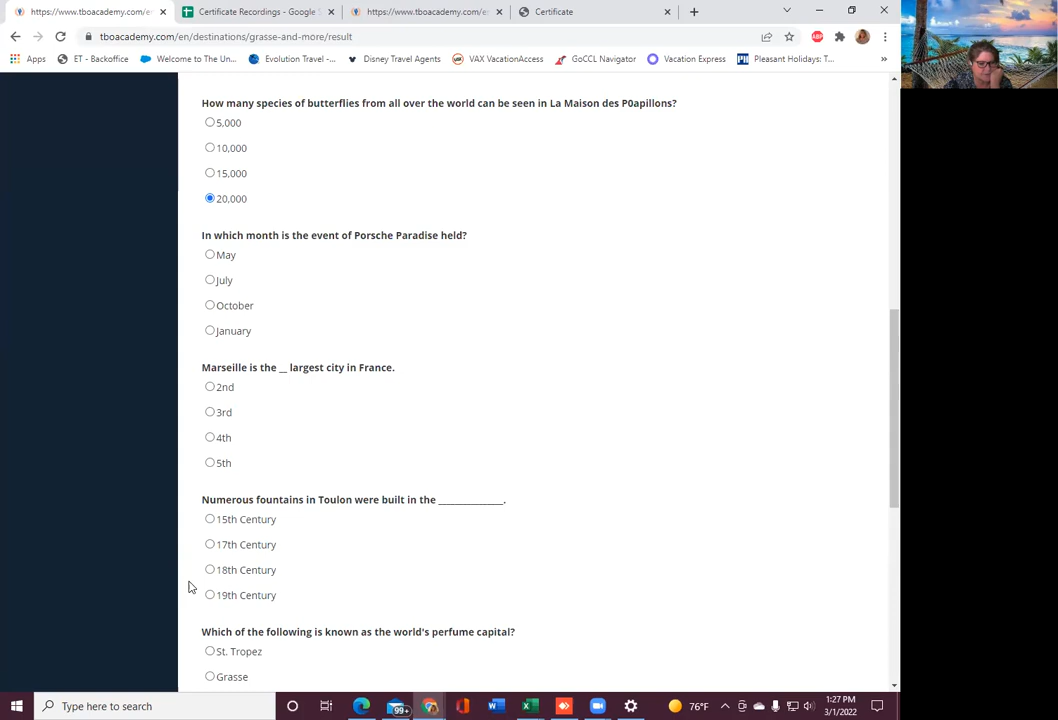 https://www.tboacademy.com/en/d
Certificate Recordings - Google S
https://www.tboacademy.com/en/
Certificate
tboacademy.com/en/destinations/grasse-and-more/result
ABP
Apps
ET - Backoffice
Welcome to The Un...
Evolution Travel -...
Disney Travel Agents
VAX VacationAccess
GoCCL Navigator
Vacation Express
Pleasant Holidays: T...
How many species of butterflies from all over the world can be seen in La Maison des P0apillons?
5,000
10,000
15,000
20,000
In which month is the event of Porsche Paradise held?
May
July
October
January
Marseille is the __ largest city in France.
2nd
3rd
4th
5th
Numerous fountains in Toulon were built in the ______________.
15th Century
17th Century
18th Century
19th Century
Which of the following is known as the world's perfume capital?
St. Tropez
Grasse
Type here to search
99+
76°F
1:27 PM
3/1/2022